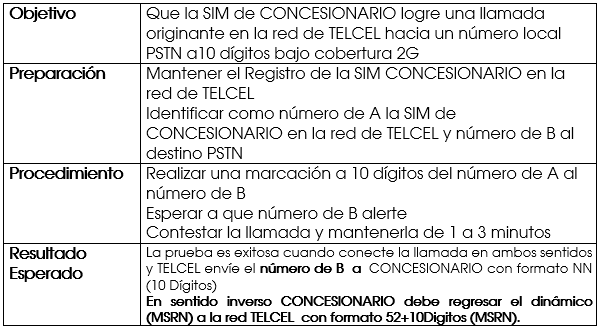 Objetivo
Que la SIM de CONCESIONARIO logre una llamada
originante en la red de TELCEL hacia un número local
PSTN a10 dígitos bajo cobertura 2G
Preparación
Mantener el Registro de la SIM CONCESIONARIO en la
red de TELCEL
Identificar como número de A la SIM de
CONCESIONARIO en la red de TELCEL y número de B al
destino PSTN
Procedimiento
Realizar una marcación a 10 dígitos del número de A al
número de B
Esperar a que número de B alerte
Contestar la llamada y mantenerla de 1 a 3 minutos
Resultado
Esperado
La prueba es exitosa cuando conecte la llamada en ambos sentidos
y TELCEL envíe el número de B a CONCESIONARIO con formato NN
(10 Dígitos)
En sentido inverso CONCESIONARIO debe regresar el dinámico
(MSRN) a la red TELCEL con formato 52+10Digitos (MSRN).